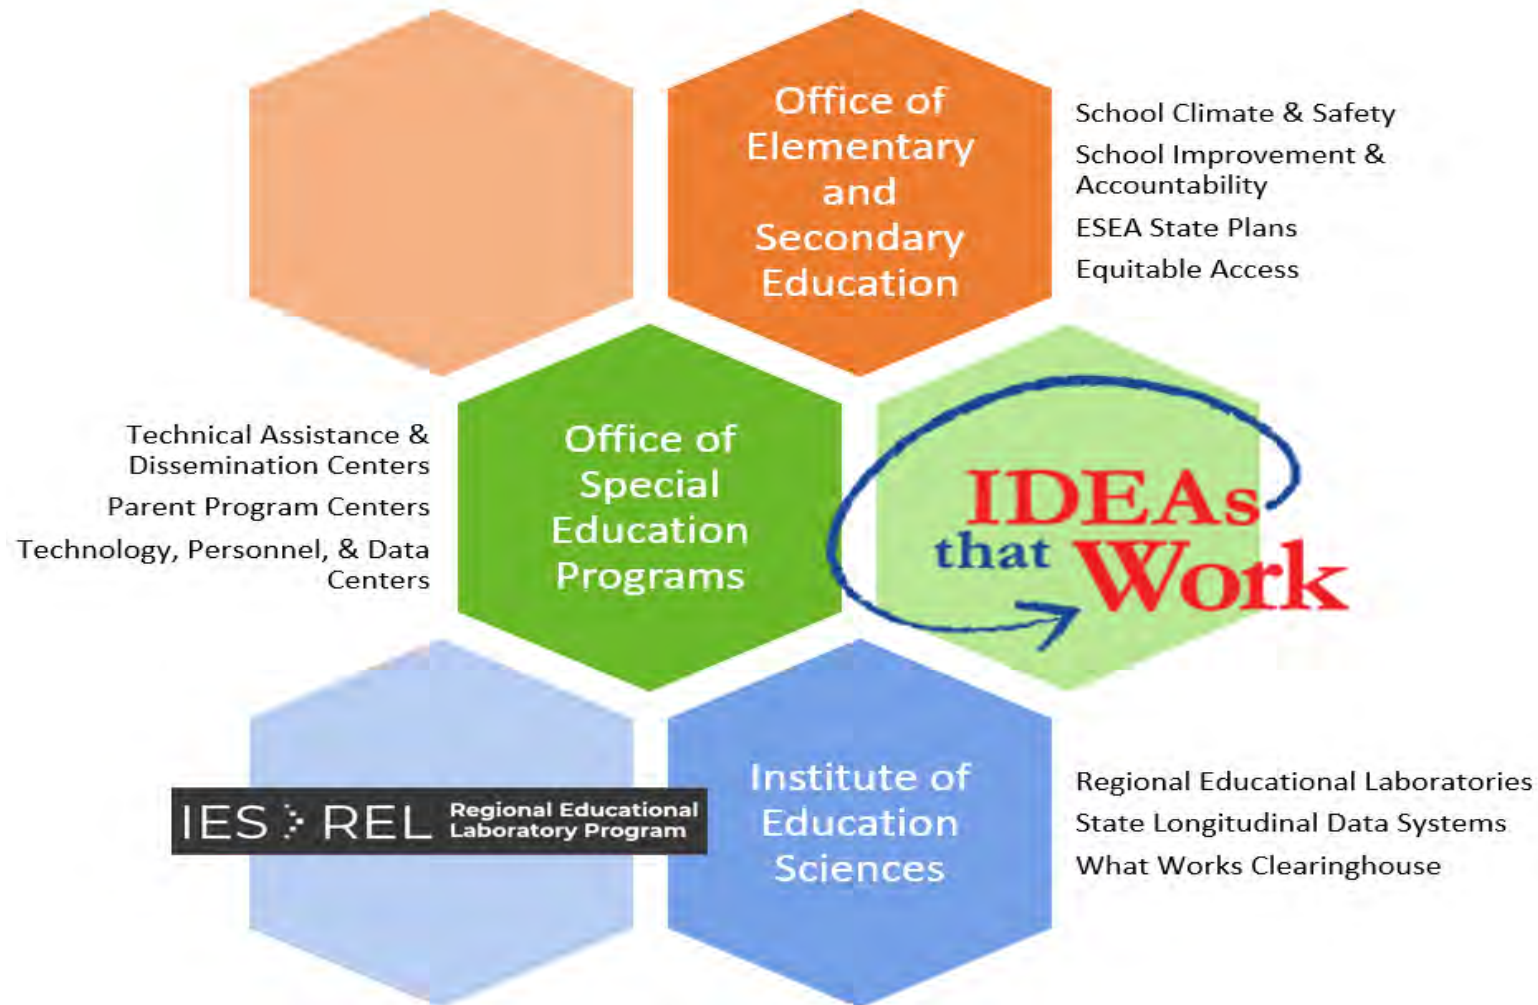 Office of
Elementary
and
Secondary
Education
School Climate & Safety
School Improvement &
Accountability
ESEA State Plans
Equitable Access
Technical Assistance &
Dissemination Centers
Parent Program Centers
Technology, Personnel, & Data
Centers
Office of
Special
Education
Programs
IDEAs
that Work
IES REL Regional Educational
Laboratory Program
Institute of
Education
Sciences
Regional Educational Laboratories
State Longitudinal Data Systems
What Works Clearinghouse